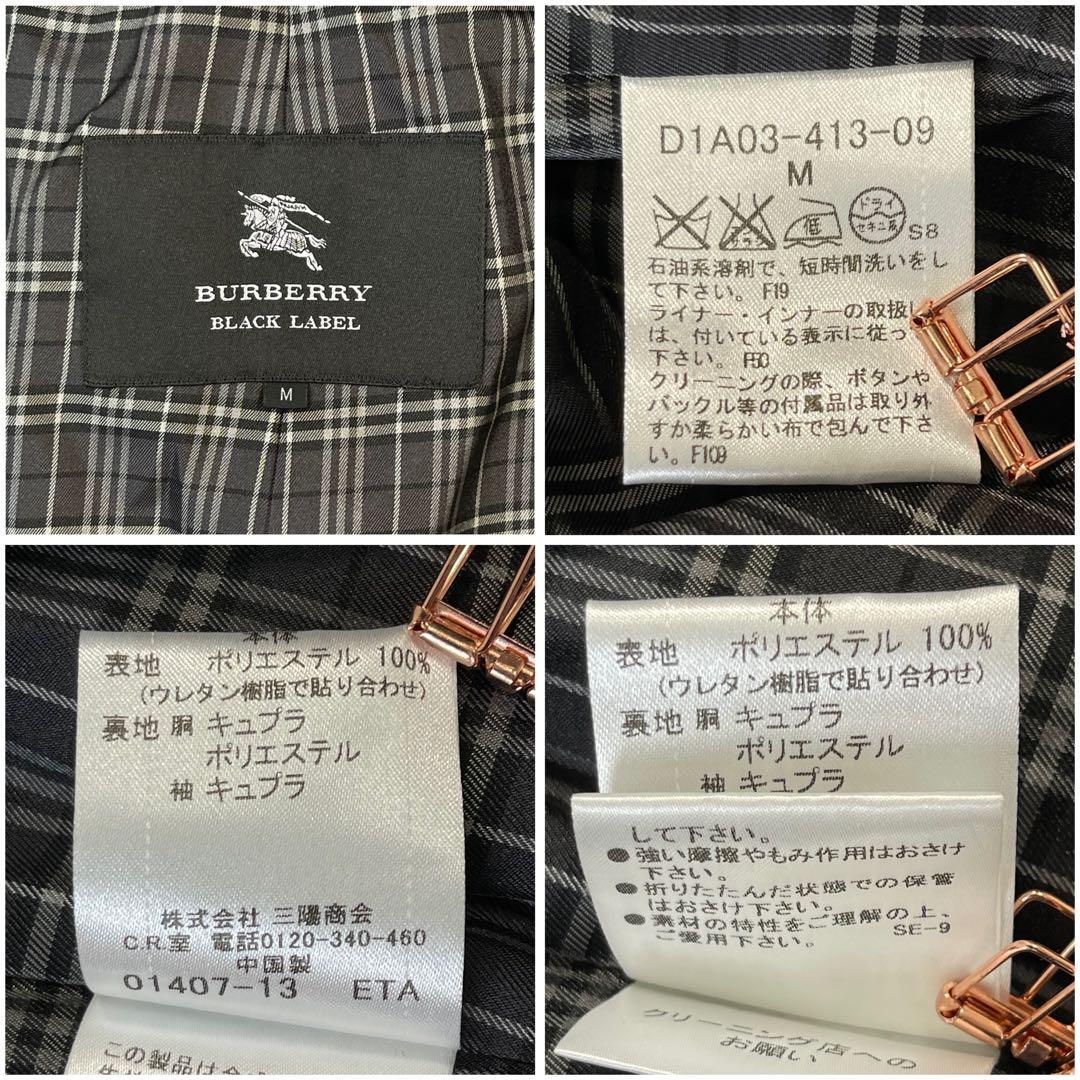 BURBERRY
BLACK LABEL
M
D1A03-413-09
M
低
ドライ
セキユ系
S8
石油系溶剤で、短時間洗いをし
て下さい。F19
ライナー・インナーの取扱い
は、付いている表示に従っ
下さい。F50
クリーニングの際、ボタンや
バックル等の付属品は取り外
すか柔らかい布で包んで下さ
い。F109
本体
表地 ポリエステル 100%
(ウレタン樹脂で貼り合わせ)
裏地 胴 キュプラ
ポリエステル
袖 キュプラ
株式会社 三陽商会
C.R.室 電話0120-340-460
中国製
01407-13 ETA
この製品は
本体
表地 ポリエステル 100%
(ウレタン樹脂で貼り合わせ)
裏地 胴 キュプラ
ポリエステル
袖 キュプラ
して下さい。
●強い摩擦やもみ作用はおさけ
下さい。
●折りたたんだ状態での保管
はおさけ下さい。
●素材の特性をご理解の上、
ご愛用下さい。 SE-9
クリーニング店への
お願い